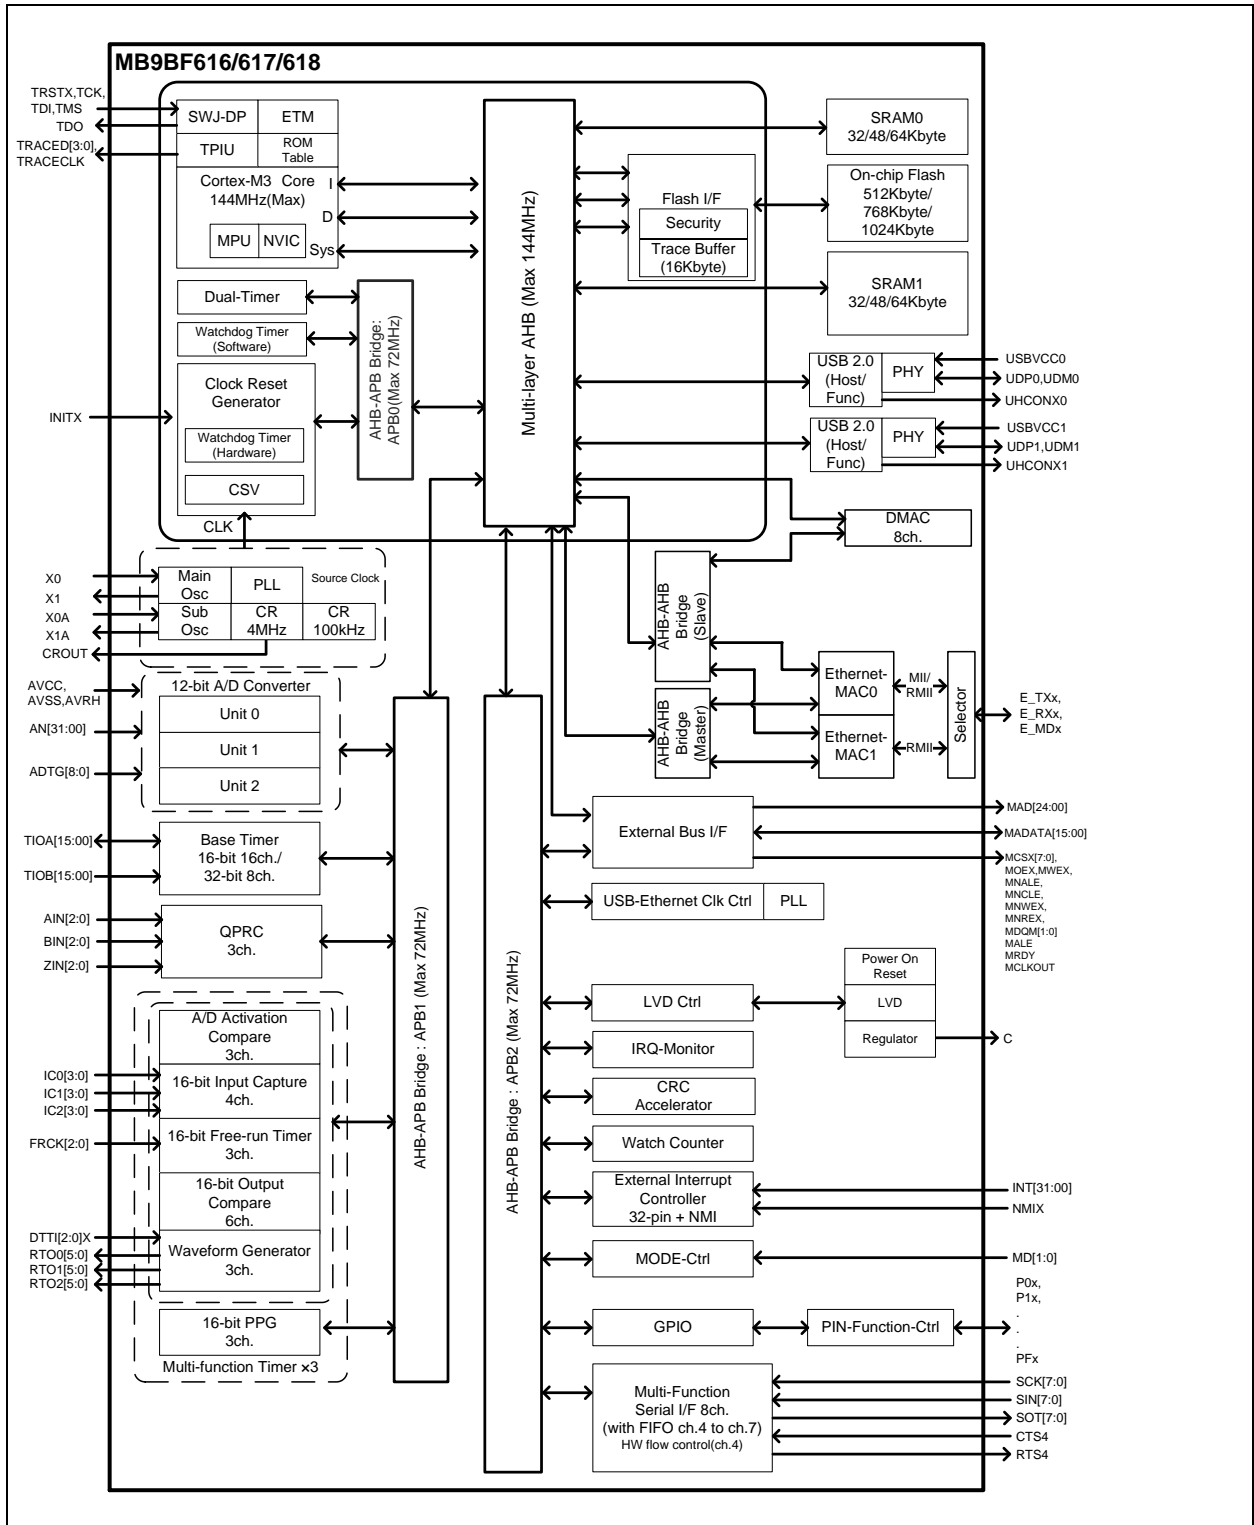 MB9BF616/617/618
TRSTX,TCK,
TDI,TMS
TDO
TRACED[3:0],
TRACECLK
SWJ-DP
ETM
TPIU
ROM
Table
Cortex-M3 Core
144MHz(Max)
I
D
Sys
MPU
NVIC
Dual-Timer
Watchdog Timer
(Software)
Clock Reset
Generator
Watchdog Timer
(Hardware)
CSV
CLK
INITX
AHB-APB Bridge:
APB0(Max 72MHz)
Multi-layer AHB (Max 144MHz)
Flash I/F
Security
Trace Buffer
(16Kbyte)
SRAM0
32/48/64Kbyte
On-chip Flash
512Kbyte/
768Kbyte/
1024Kbyte
SRAM1
32/48/64Kbyte
USB 2.0
(Host/
Func)
PHY
USBVCC0
UDP0,UDM0
UHCONX0
USB 2.0
(Host/
Func)
PHY
USBVCC1
UDP1,UDM1
UHCONX1
DMAC
8ch.
X0
X1
X0A
X1A
CROUT
Main
Osc
PLL
Source Clock
Sub
Osc
CR
4MHz
CR
100kHz
AHB-AHB
Bridge
(Slave)
AHB-AHB
Bridge
(Master)
Ethernet-
MAC0
Ethernet-
MAC1
MII/
RMII
RMII
Selector
E_TXx,
E_RXx,
E_MDx
AVCC,
AVSS,AVRH
AN[31:00]
ADTG[8:0]
12-bit A/D Converter
Unit 0
Unit 1
Unit 2
TIOA[15:00]
TIOB[15:00]
Base Timer
16-bit 16ch./
32-bit 8ch.
AIN[2:0]
BIN[2:0]
ZIN[2:0]
QPRC
3ch.
A/D Activation
Compare
3ch.
IC0[3:0]
IC1[3:0]
IC2[3:0]
16-bit Input Capture
4ch.
FRCK[2:0]
16-bit Free-run Timer
3ch.
16-bit Output
Compare
6ch.
DTTI[2:0]X
RTO0[5:0]
RTO1[5:0]
RTO2[5:0]
Waveform Generator
3ch.
16-bit PPG
3ch.
Multi-function Timer ×3
AHB-APB Bridge : APB1 (Max 72MHz)
AHB-APB Bridge : APB2 (Max 72MHz)
External Bus I/F
MAD[24:00]
MADATA[15:00]
MCSX[7:0],
MOEX,MWEX,
MNALE,
MNCLE,
MNWEX,
MNREX,
MDQM[1:0]
MALE
MRDY
MCLKOUT
USB-Ethernet Clk Ctrl
PLL
LVD Ctrl
Power On
Reset
LVD
Regulator
C
IRQ-Monitor
CRC
Accelerator
Watch Counter
External Interrupt
Controller
32-pin + NMI
INT[31:00]
NMIX
MODE-Ctrl
MD[1:0]
GPIO
PIN-Function-Ctrl
P0x,
P1x,
.
.
.
PFx
Multi-Function
Serial I/F 8ch.
(with FIFO ch.4 to ch.7)
HW flow control(ch.4)
SCK[7:0]
SIN[7:0]
SOT[7:0]
CTS4
RTS4